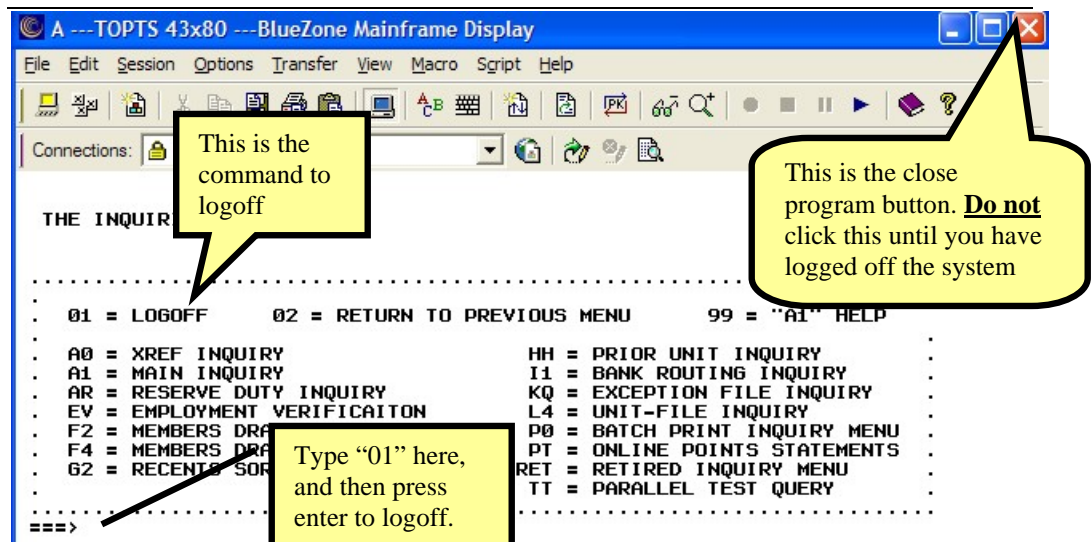 A ---TOPTS 43x80 ---BlueZone Mainframe Display
File Edit Session Options Transfer View Macro Script Help
Connections:
This is the
command to
logoff
This is the close
program button. Do not
click this until you have
logged off the system
THE INQUIR
01 = LOGOFF 02 = RETURN TO PREVIOUS MENU 99 = "A1" HELP
A0 = XREF INQUIRY HH = PRIOR UNIT INQUIRY
A1 = MAIN INQUIRY I1 = BANK ROUTING INQUIRY
AR = RESERVE DUTY INQUIRY KQ = EXCEPTION FILE INQUIRY
EV = EMPLOYMENT VERIFICAITON L4 = UNIT-FILE INQUIRY
F2 = MEMBERS DRA P0 = BATCH PRINT INQUIRY MENU
F4 = MEMBERS DRA PT = ONLINE POINTS STATEMENTS
G2 = RECENTS SOR RET = RETIRED INQUIRY MENU
TT = PARALLEL TEST QUERY
Type “01” here,
and then press
enter to logoff.
===>